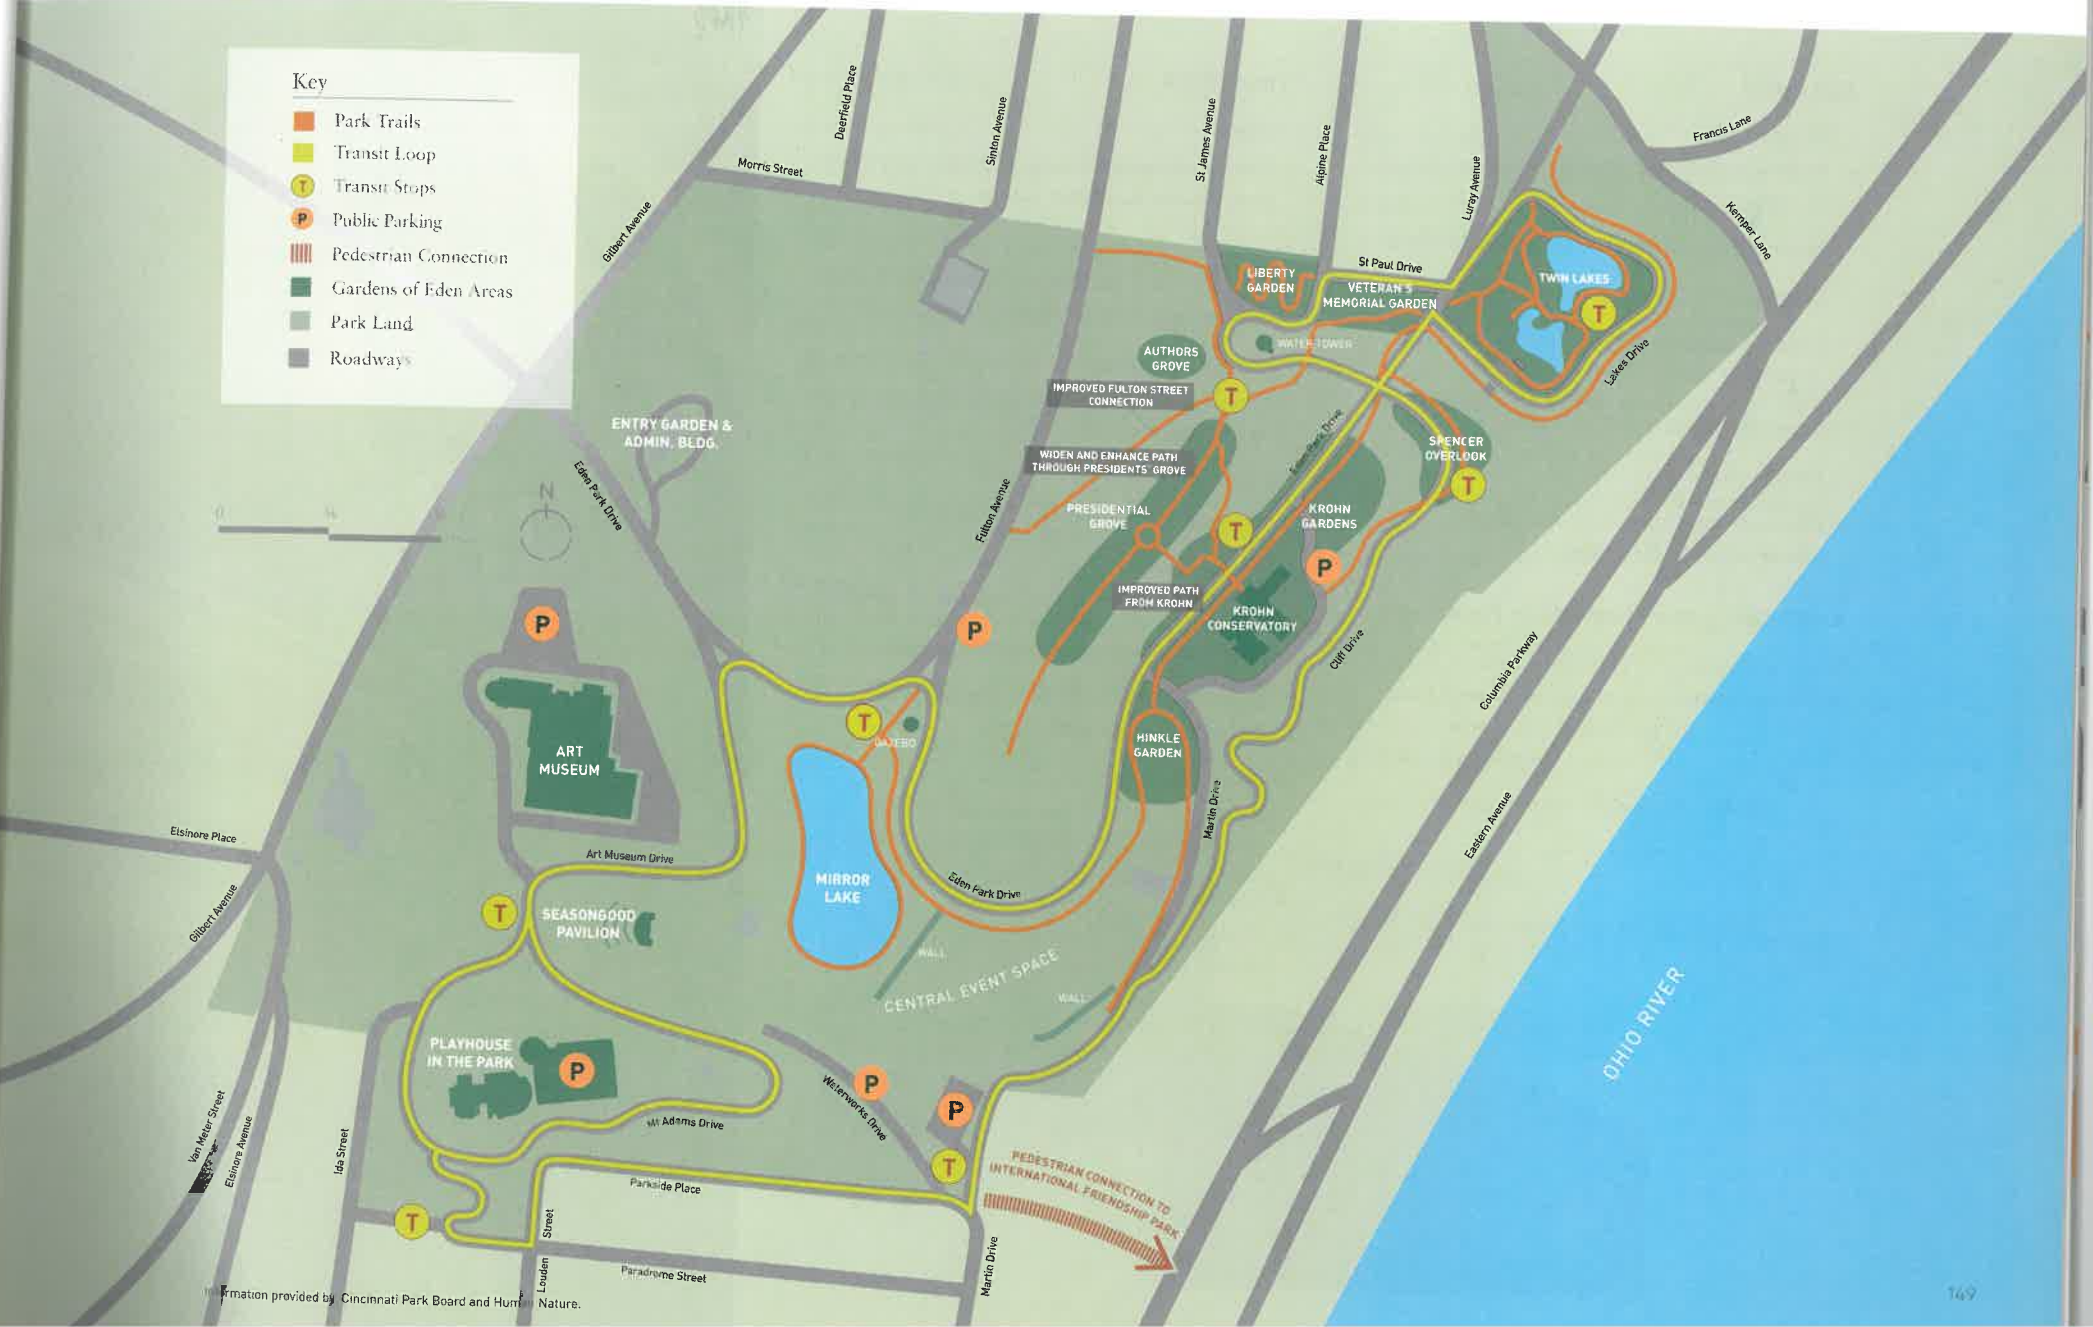 Key
Park Trails
Transit Loop
T Transit Stops
P Public Parking
Pedestrian Connection
Gardens of Eden Areas
Park Land
Roadways
Deerfield Place
Morris Street
Sinton Avenue
St James Avenue
Alpine Place
Luray Avenue
Francis Lane
Kemper Lane
Gilbert Avenue
St Paul Drive
LIBERTY
GARDEN
VETERAN'S
MEMORIAL GARDEN
TWIN LAKES
T
Lakes Drive
WATER TOWER
AUTHORS
GROVE
IMPROVED FULTON STREET
CONNECTION
T
ENTRY GARDEN &
ADMIN. BLDG.
Eden Park Drive
SPENCER
OVERLOOK
T
WIDEN AND ENHANCE PATH
THROUGH PRESIDENTS' GROVE
Eden Park Drive
N
0
Fulton Avenue
PRESIDENTIAL
GROVE
T
KROHN
GARDENS
P
IMPROVED PATH
FROM KROHN
KROHN
CONSERVATORY
P
P
Cliff Drive
Columbia Parkway
ART
MUSEUM
T
GAZEBO
HINKLE
GARDEN
Martin Drive
Eastern Avenue
Elsinore Place
Art Museum Drive
MIRROR
LAKE
Eden Park Drive
Gilbert Avenue
T
SEASONGOOD
PAVILION
WALL
CENTRAL EVENT SPACE
WALL
OHIO RIVER
PLAYHOUSE
IN THE PARK
P
Waterworks Drive
P
P
Mt Adams Drive
Van Meter Street
Elsinore Avenue
Ida Street
T
PEDESTRIAN CONNECTION TO
INTERNATIONAL FRIENDSHIP PARK
Parkside Place
T
Louden Street
Paradrome Street
Martin Drive
Information provided by Cincinnati Park Board and Human Nature.
149